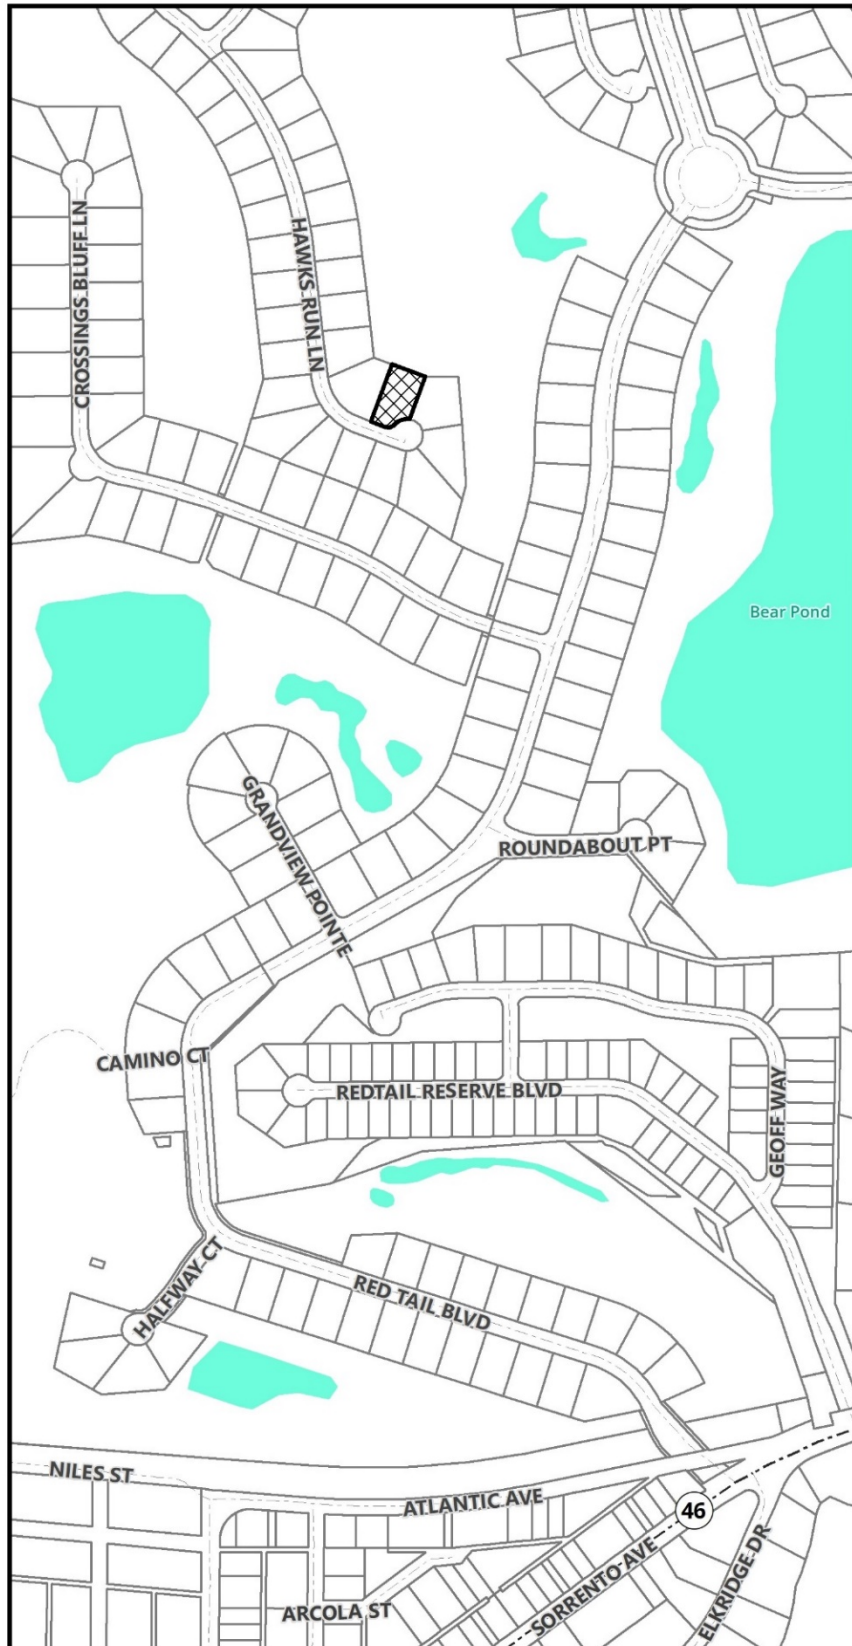 CROSSINGS BLUFF LN
HAWKS RUN LN
Bear Pond
GRANDVIEW POINTE
ROUNDABOUT PT
CAMINO CT
REDTAIL RESERVE BLVD
GEOFF WAY
HALFWAY CT
RED TAIL BLVD
NILES ST
ATLANTIC AVE
46
SORRENTO AVE
ELKRIDGE DR
ARCOLA ST